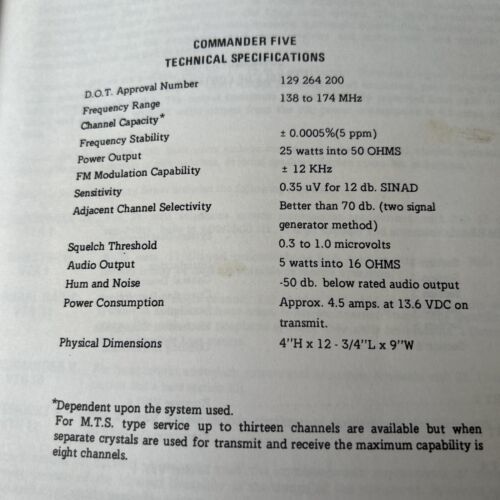 COMMANDER FIVE
TECHNICAL SPECIFICATIONS
D.O.T. Approval Number 129 264 200
Frequency Range 138 to 174 MHz
Channel Capacity*
Frequency Stability ± 0.0005%(5 ppm)
Power Output 25 watts into 50 OHMS
FM Modulation Capability ± 12 KHz
Sensitivity 0.35 uV for 12 db. SINAD
Adjacent Channel Selectivity Better than 70 db. (two signal
generator method)
Squelch Threshold 0.3 to 1.0 microvolts
Audio Output 5 watts into 16 OHMS
Hum and Noise -50 db. below rated audio output
Power Consumption Approx. 4.5 amps. at 13.6 VDC on
transmit.
Physical Dimensions 4"H x 12 - 3/4"L x 9"W
*Dependent upon the system used.
For M.T.S. type service up to thirteen channels are available but when
separate crystals are used for transmit and receive the maximum capability is
eight channels.